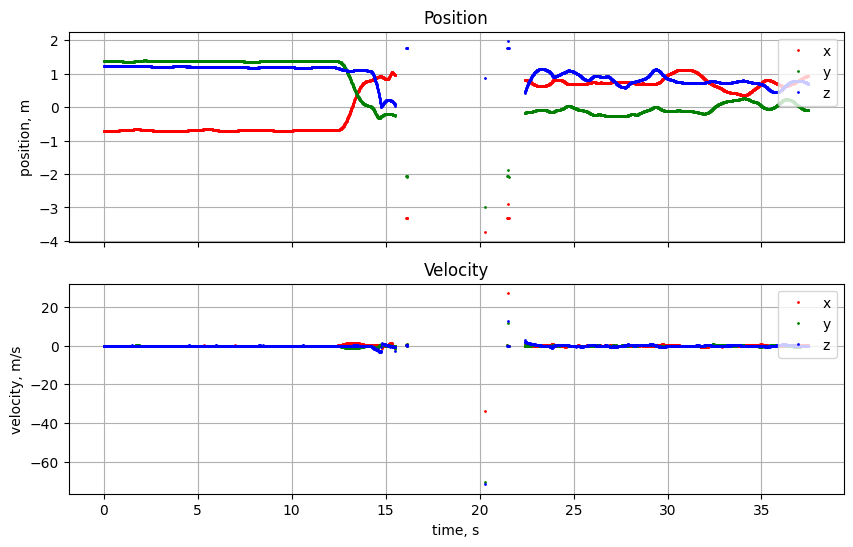 Position
position, m
2
1
0
−1
−2
−3
−4
x
y
z
Velocity
velocity, m/s
20
0
−20
−40
−60
x
y
z
0
5
10
15
20
25
30
35
time, s